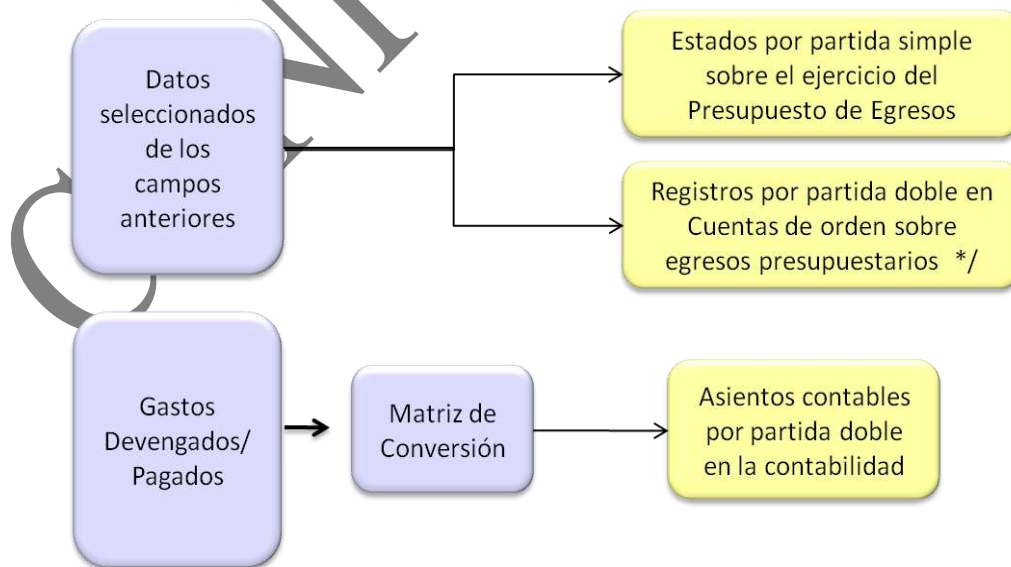 Datos
seleccionados
de los
campos
anteriores
Estados por partida simple
sobre el ejercicio del
Presupuesto de Egresos
Registros por partida doble en
Cuentas de orden sobre
egresos presupuestarios */
Gastos
Devengados/
Pagados
Matriz de
Conversión
Asientos contables
por partida doble
en la contabilidad